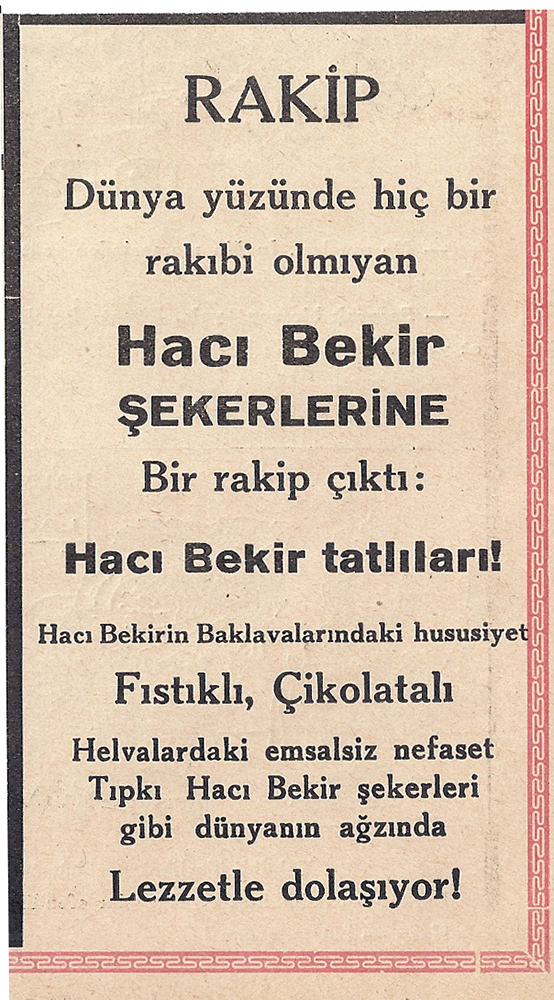 RAKİP
Dünya yüzünde hiç bir
rakıbi olmıyan
Hacı Bekir
ŞEKERLERİNE
Bir rakip çıktı:
Hacı Bekir tatlıları!
Hacı Bekirin Baklavalarındaki hususiyet
Fıstıklı, Çikolatalı
Helvalardaki emsalsiz nefaset
Tıpkı Hacı Bekir şekerleri
gibi dünyanın ağzında
Lezzetle dolaşıyor!